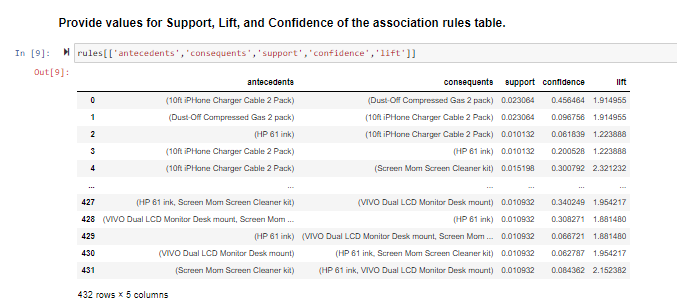 Provide values for Support, Lift, and Confidence of the association rules table.
In [9]: rules[['antecedents','consequents','support','confidence','lift']]
Out[9]:
antecedents consequents support confidence lift
0 (10ft iPHone Charger Cable 2 Pack) (Dust-Off Compressed Gas 2 pack) 0.023064 0.456464 1.914955
1 (Dust-Off Compressed Gas 2 pack) (10ft iPHone Charger Cable 2 Pack) 0.023064 0.096756 1.914955
2 (HP 61 ink) (10ft iPHone Charger Cable 2 Pack) 0.010132 0.061839 1.223888
3 (10ft iPHone Charger Cable 2 Pack) (HP 61 ink) 0.010132 0.200528 1.223888
4 (10ft iPHone Charger Cable 2 Pack) (Screen Mom Screen Cleaner kit) 0.015198 0.300792 2.321232
... ... ... ... ... ...
427 (HP 61 ink, Screen Mom Screen Cleaner kit) (VIVO Dual LCD Monitor Desk mount) 0.010932 0.340249 1.954217
428 (VIVO Dual LCD Monitor Desk mount, Screen Mom ... (HP 61 ink) 0.010932 0.308271 1.881480
429 (HP 61 ink) (VIVO Dual LCD Monitor Desk mount, Screen Mom ... 0.010932 0.066721 1.881480
430 (VIVO Dual LCD Monitor Desk mount) (HP 61 ink, Screen Mom Screen Cleaner kit) 0.010932 0.062787 1.954217
431 (Screen Mom Screen Cleaner kit) (HP 61 ink, VIVO Dual LCD Monitor Desk mount) 0.010932 0.084362 2.152382
432 rows × 5 columns